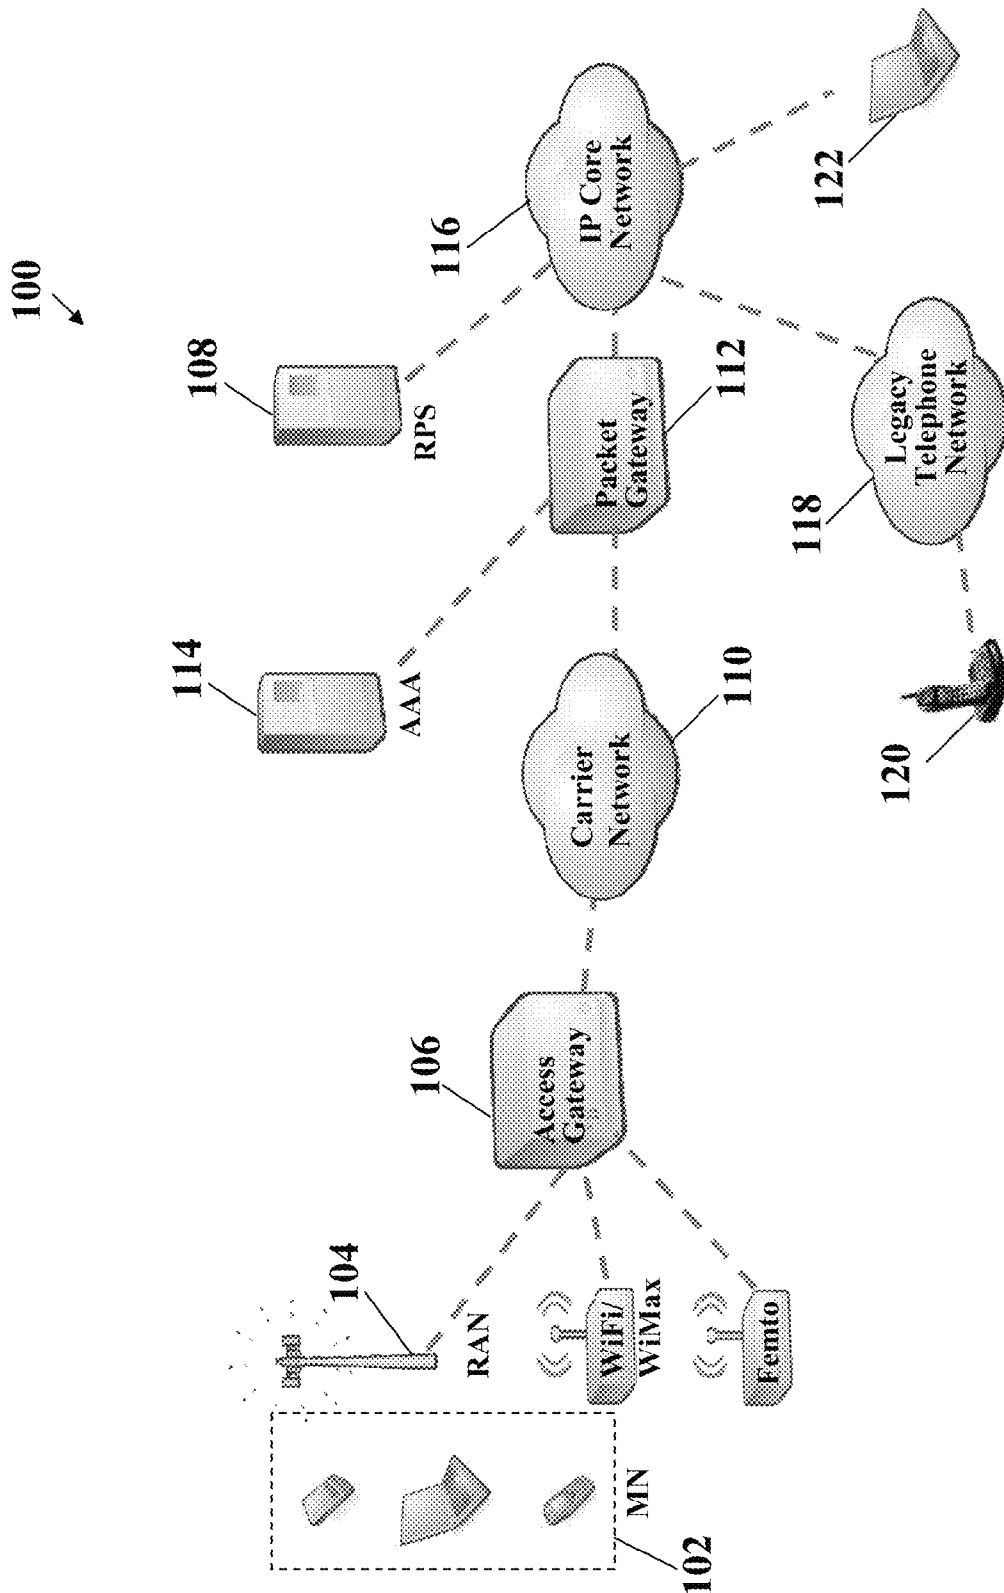 100
108
RPS
116
IP Core
Network
114
AAA
Packet
Gateway
112
122
106
Access
Gateway
Carrier
Network
110
118
Legacy
Telephone
Network
120
104
RAN
WiFi/
WiMax
Femto
MN
102